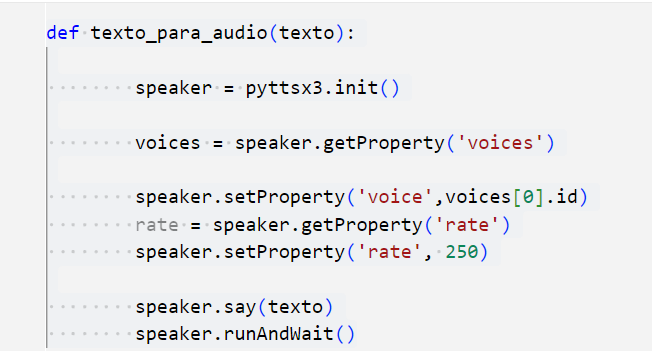 def texto_para_audio(texto):
        speaker = pyttsx3.init()
        voices = speaker.getProperty('voices')
        speaker.setProperty('voice',voices[0].id)
        rate = speaker.getProperty('rate')
        speaker.setProperty('rate', 250)
        speaker.say(texto)
        speaker.runAndWait()